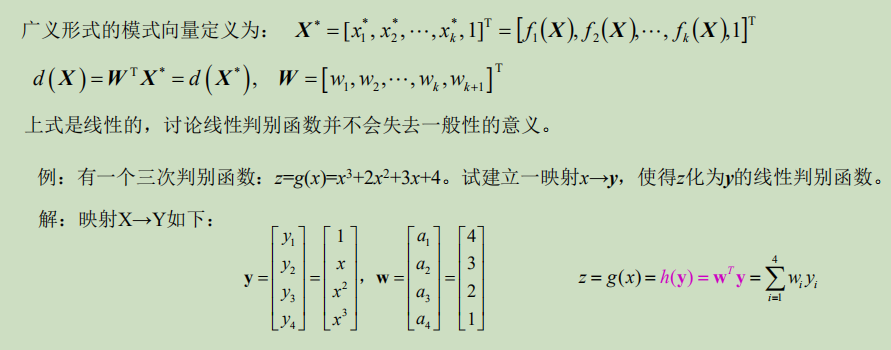 广义形式的模式向量定义为： X* = [x₁*, x₂*, ⋯, xₖ*, 1]ᵀ = [f₁(X), f₂(X), ⋯, fₖ(X), 1]ᵀ
d(X) = WᵀX* = d(X*), W = [w₁, w₂, ⋯, wₖ, wₖ₊₁]ᵀ
上式是线性的，讨论线性判别函数并不会失去一般性的意义。
例：有一个三次判别函数：z=g(x)=x³+2x²+3x+4。试建立一映射x→y，使得z化为y的线性判别函数。
解：映射X→Y如下：
y = [y₁ y₂ y₃ y₄] = [1 x x² x³]，w = [a₁ a₂ a₃ a₄] = [4 3 2 1] z = g(x) = h(y) = wᵀy = ∑ᵢ₌₁⁴ wᵢyᵢ